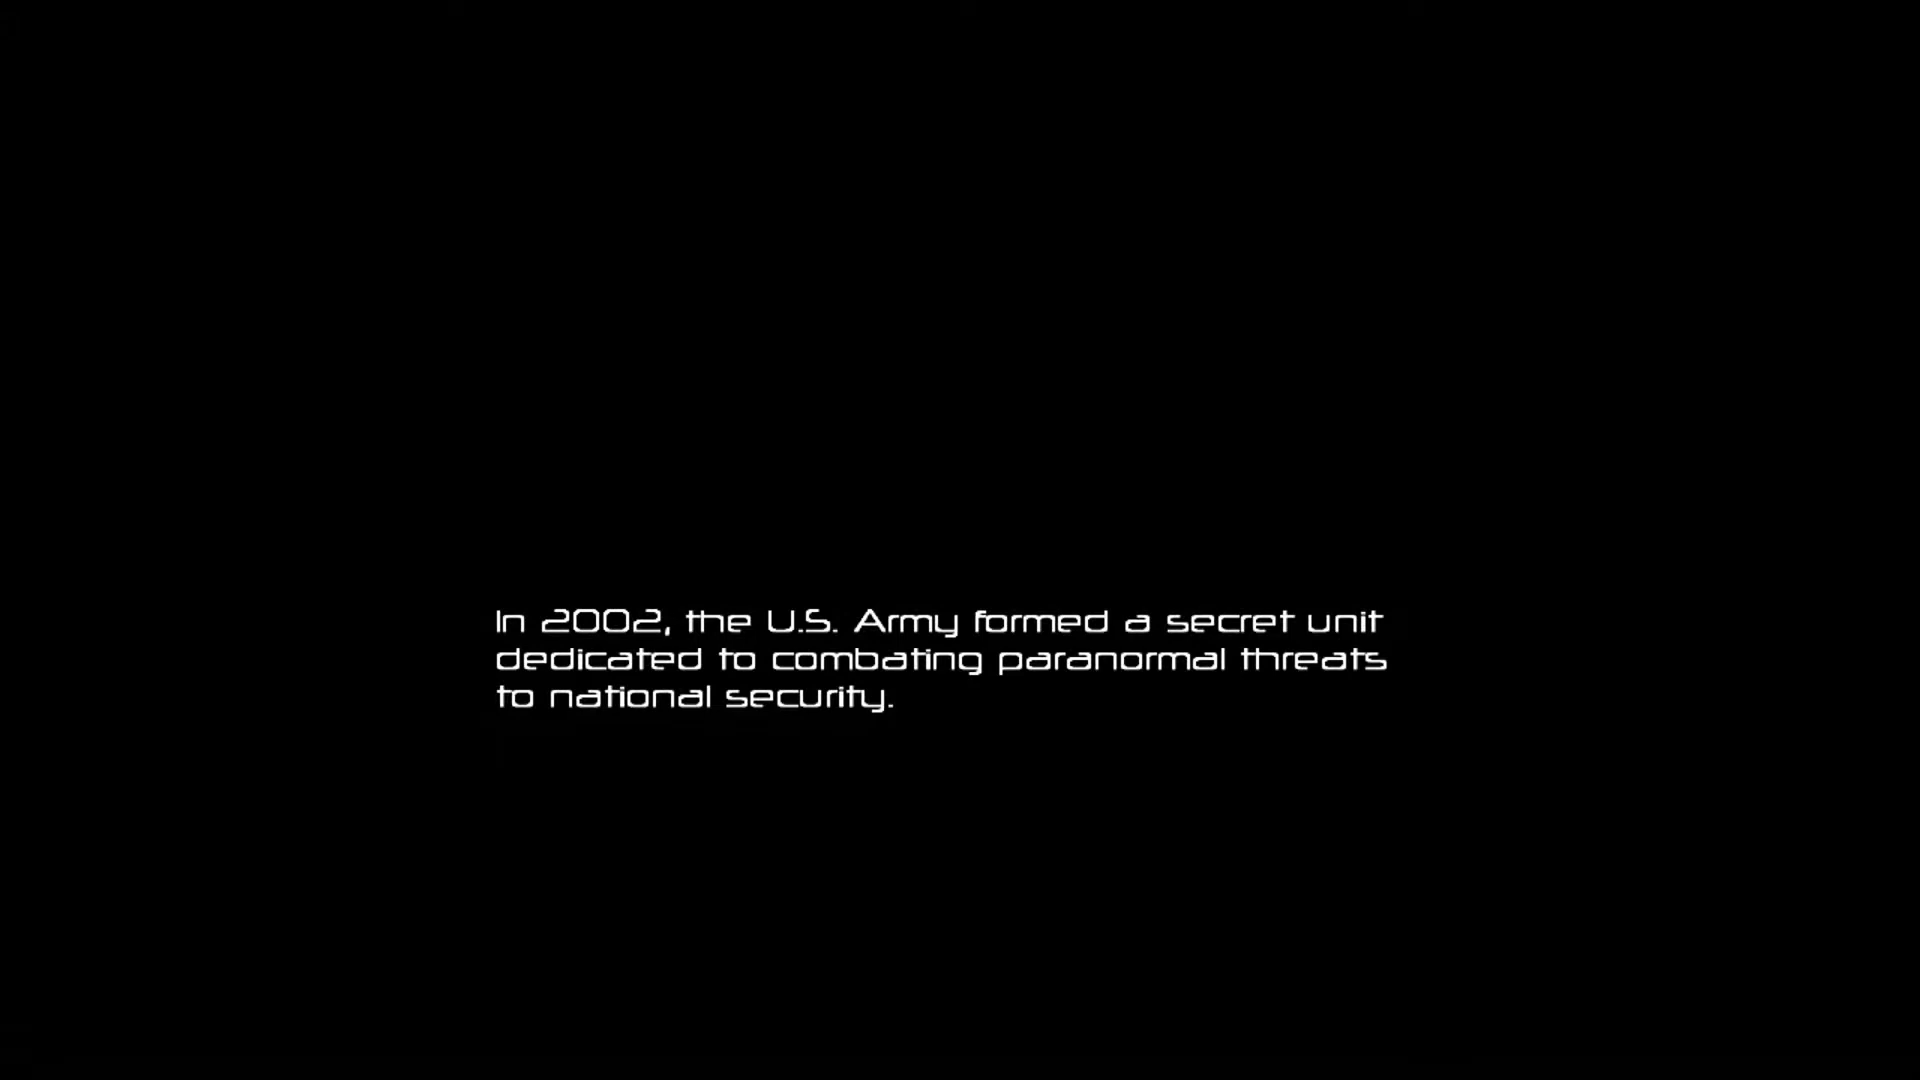 In 2002, the U.S. Army formed a secret unit
dedicated to combating paranormal threats
to national security.